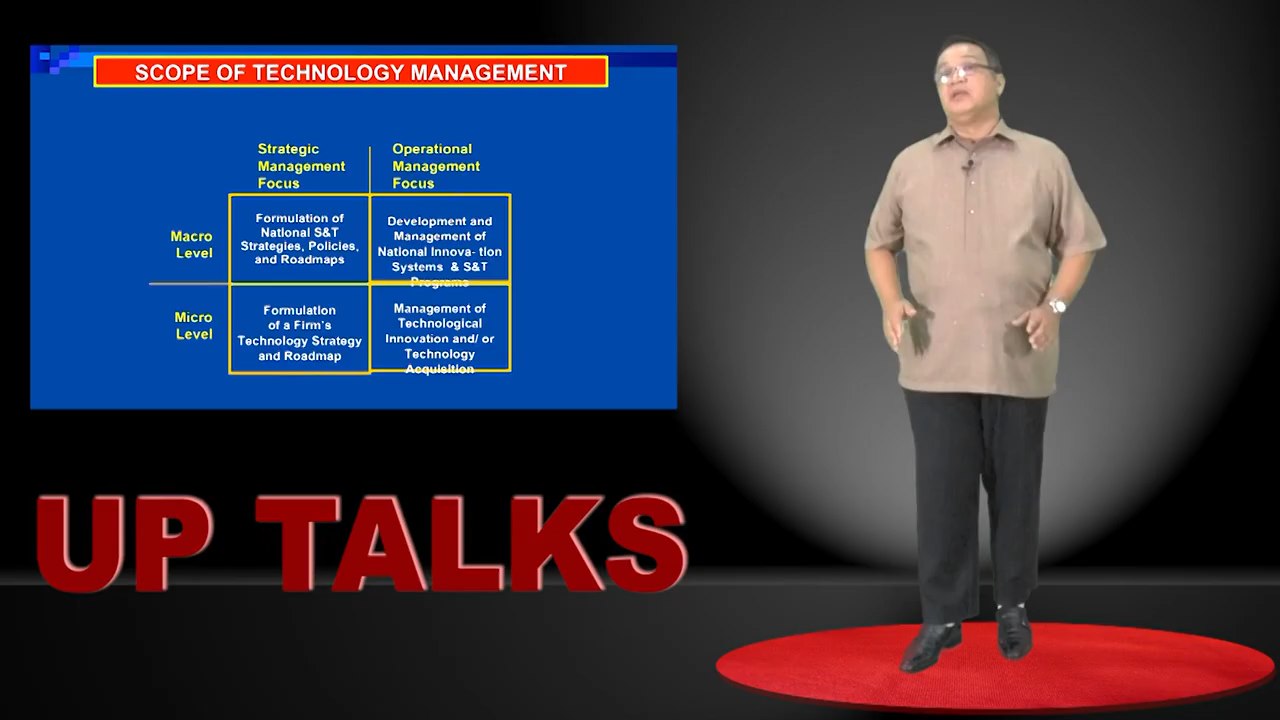 SCOPE OF TECHNOLOGY MANAGEMENT
Strategic
Management
Focus
Operational
Management
Focus
Macro
Level
Formulation of
National S&T
Strategies, Policies,
and Roadmaps
Development and
Management of
National Innova- tion
Systems & S&T
Programs
Micro
Level
Formulation
of a Firm's
Technology Strategy
and Roadmap
Management of
Technological
Innovation and/ or
Technology
Acquisition
UP TALKS